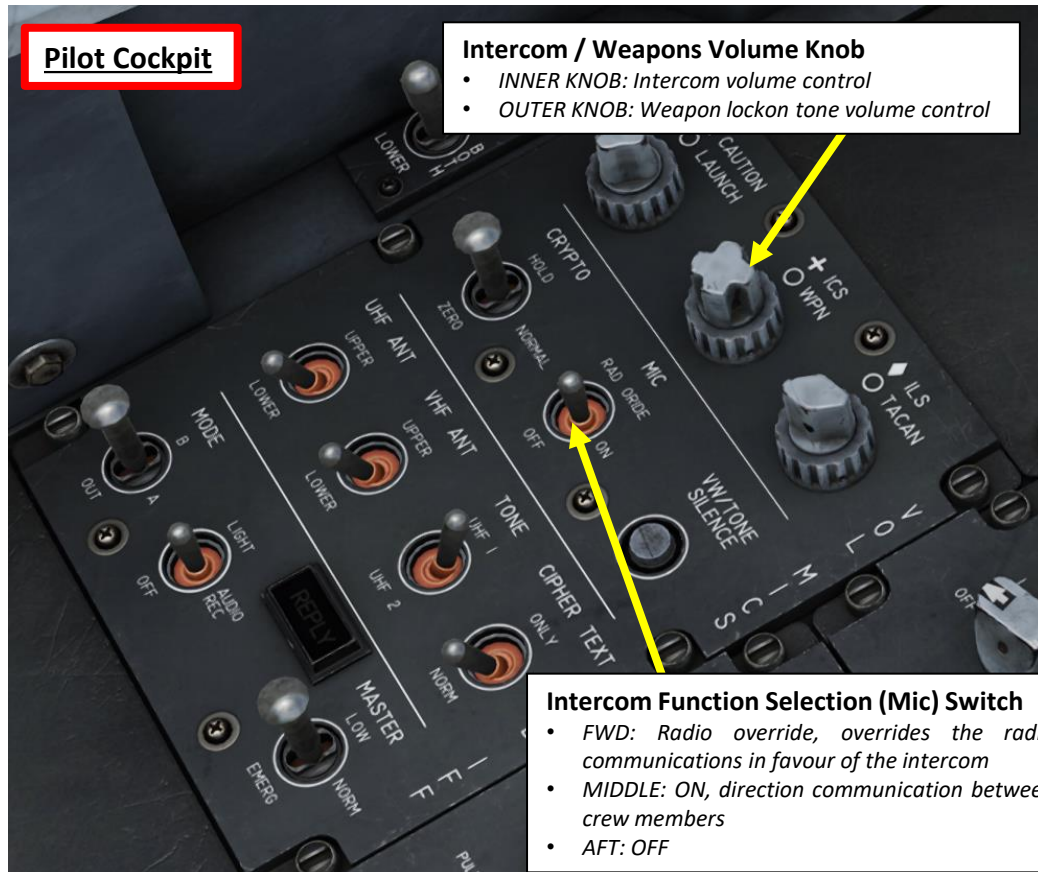 Pilot Cockpit
Intercom / Weapons Volume Knob
• INNER KNOB: Intercom volume control
• OUTER KNOB: Weapon lockon tone volume control
LOWER
BOTH
CAUTION
LAUNCH
CRYPTO
HOLD
ZERO
NORMAL
ICS
WPN
UHF ANT
UPPER
LOWER
MIC
RAD ORIDE
OFF
ON
ILS
TACAN
MODE
B
OUT
A
VHF ANT
UPPER
LOWER
VW/TONE
SILENCE
VOL
MISC
LIGHT
OFF
AUDIO
REC
TONE
UHF 1
UHF 2
OFF
REPLY
CIPHER TEXT
ONLY
NORM
MASTER
LOW
EMERG
NORM
IFF
Intercom Function Selection (Mic) Switch
• FWD: Radio override, overrides the radi
communications in favour of the intercom
• MIDDLE: ON, direction communication betwee
crew members
• AFT: OFF